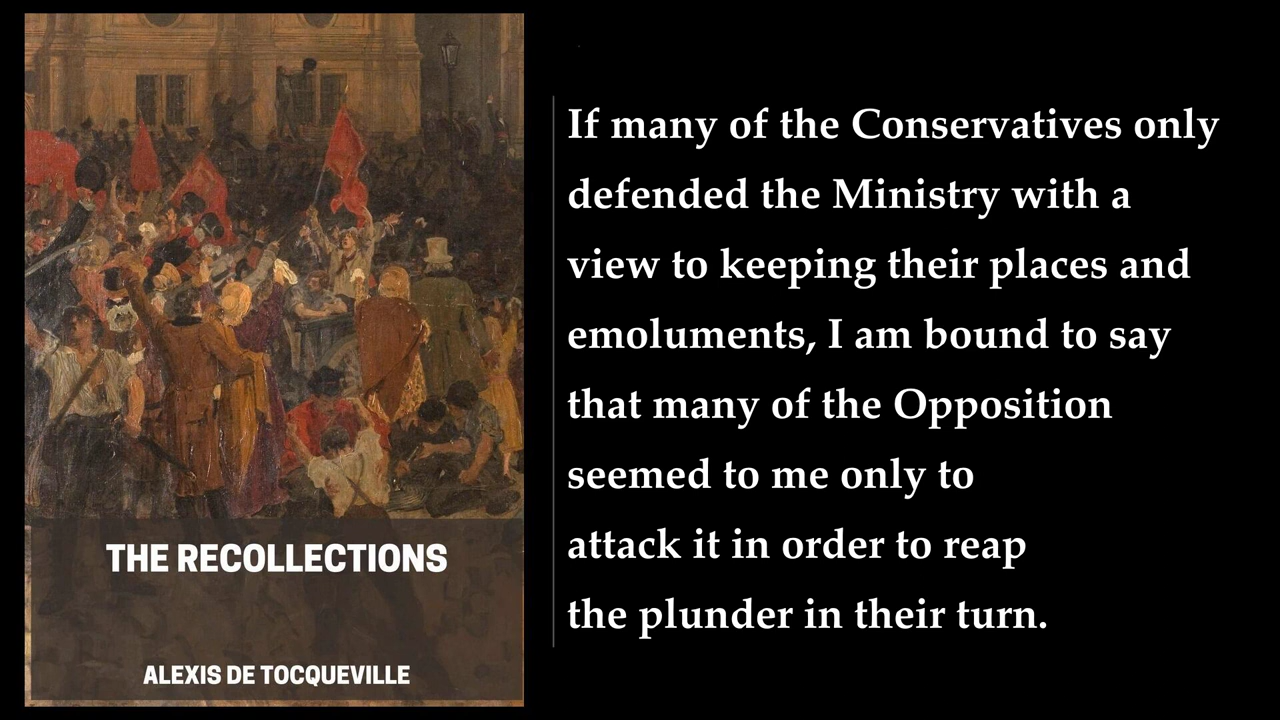 THE RECOLLECTIONS
ALEXIS DE TOCQUEVILLE
If many of the Conservatives only
defended the Ministry with a
view to keeping their places and
emoluments, I am bound to say
that many of the Opposition
seemed to me only to
attack it in order to reap
the plunder in their turn.